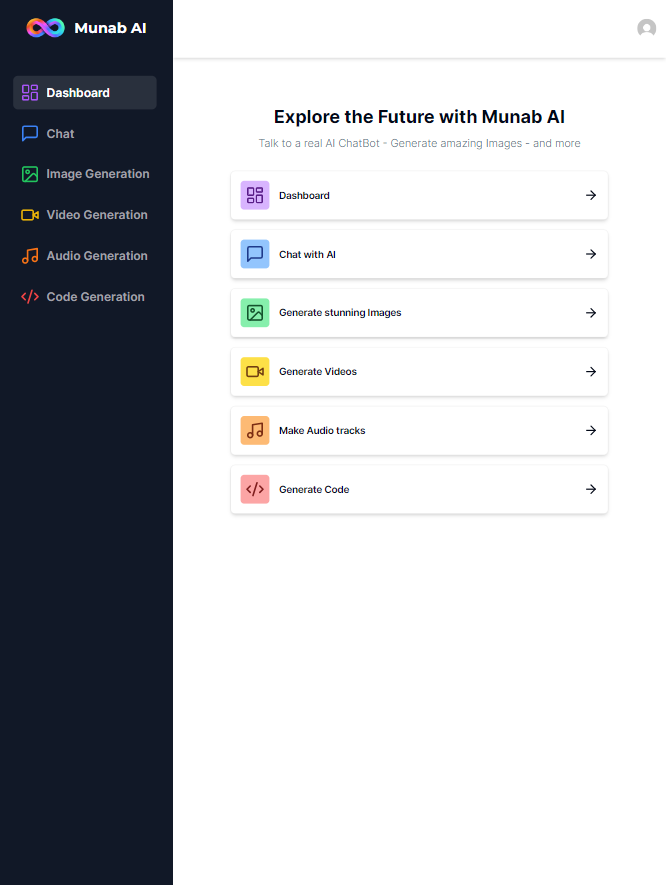 Munab AI
Dashboard
Chat
Image Generation
Video Generation
Audio Generation
Code Generation
Explore the Future with Munab AI
Talk to a real AI ChatBot - Generate amazing Images - and more
Dashboard
Chat with AI
Generate stunning Images
Generate Videos
Make Audio tracks
Generate Code